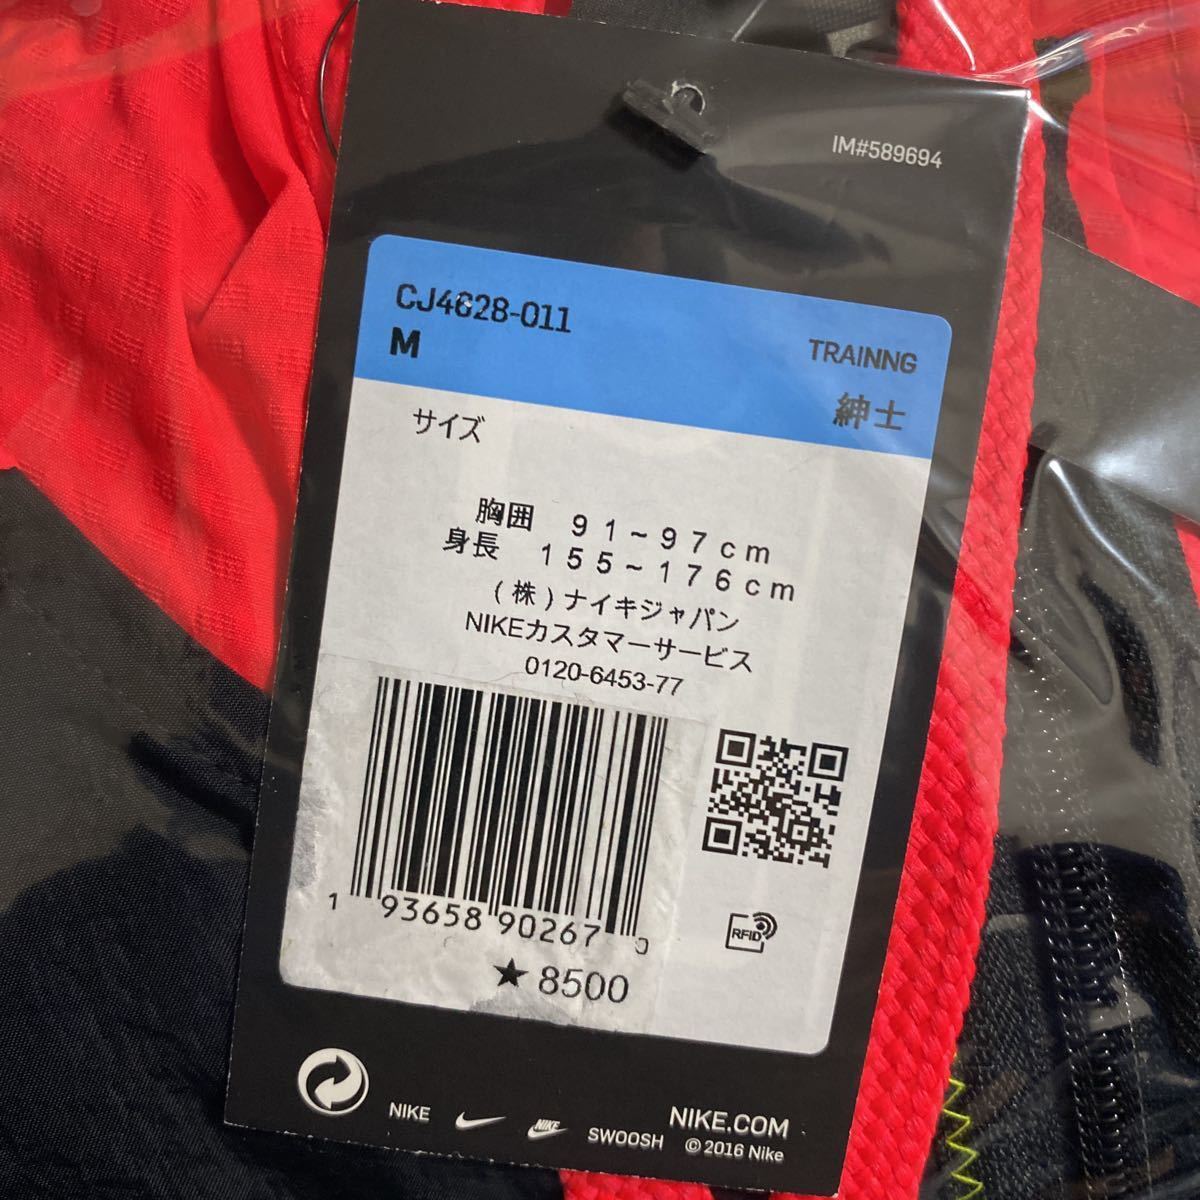 IM#589694
CJ4628-011
M
TRAINNG
紳士
サイズ
胸囲 91~97cm
身長 155~176cm
(株)ナイキジャパン
NIKEカスタマーサービス
0120-6453-77
1 93658 90267 0
RFID
★8500
NIKE
NIKE
SWOOSH
NIKE.COM
©2016 Nike